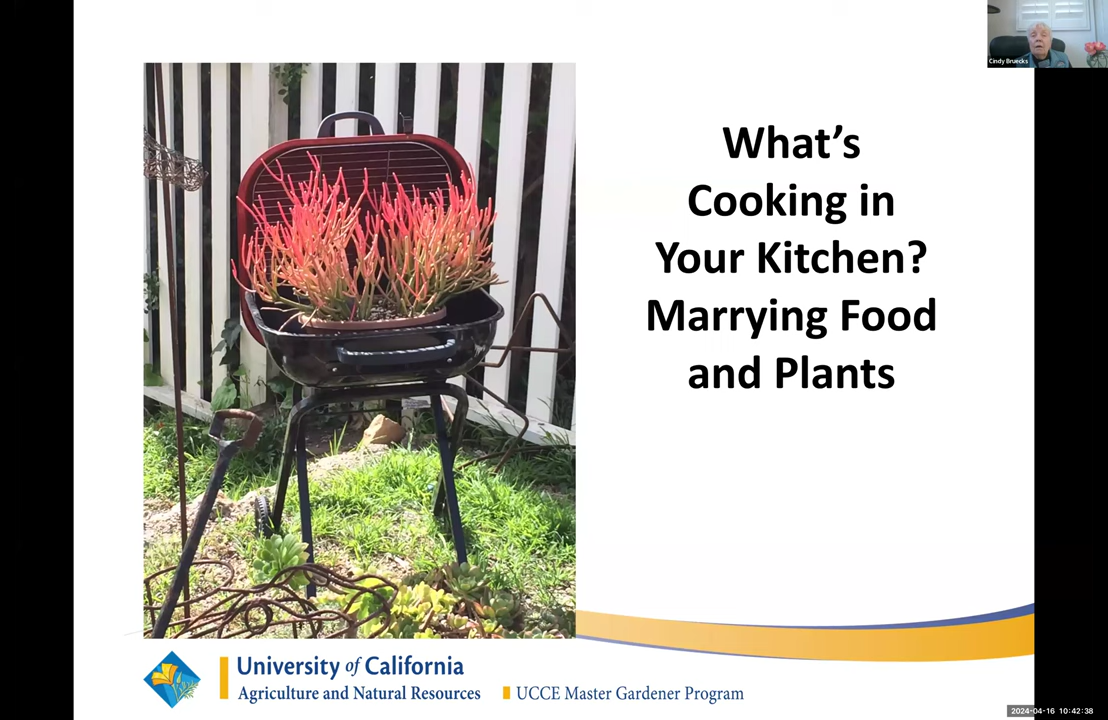 Cindy Bruecks
What's
Cooking in
Your Kitchen?
Marrying Food
and Plants
University of California
Agriculture and Natural Resources
UCCE Master Gardener Program
2024-04-16 10:42:38